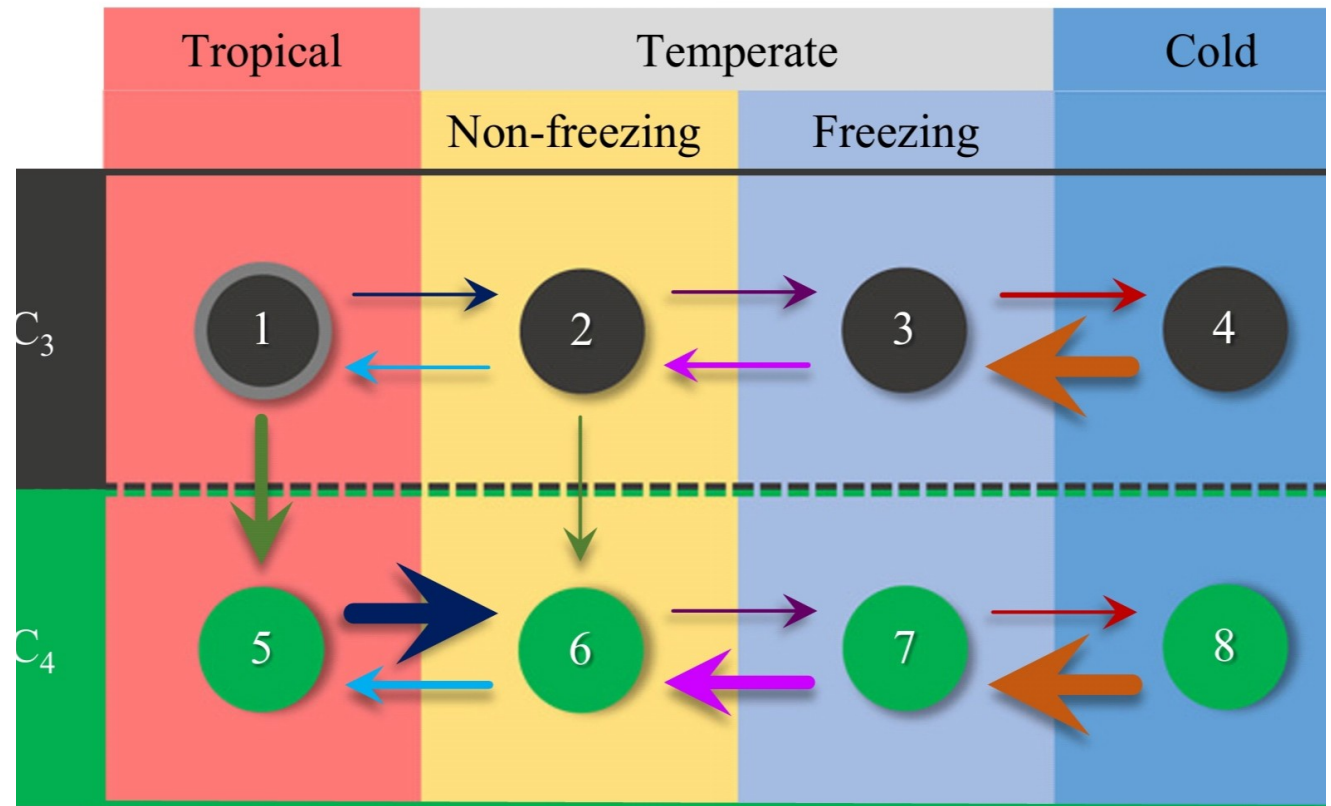 Tropical Temperate Cold
Non-freezing Freezing
C₃ 1 2 3 4
C₄ 5 6 7 8